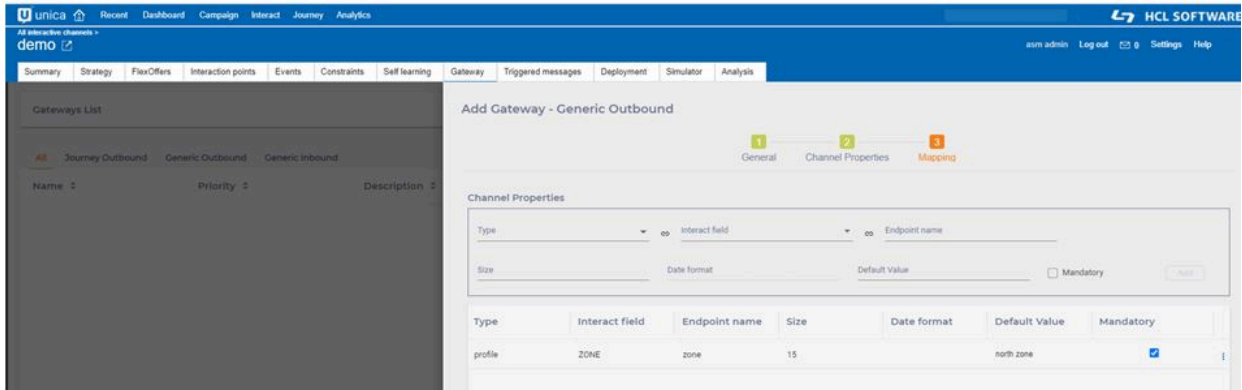 unica Recent Dashboard Campaign Interact Journey Analytics HCL SOFTWARE
All interactive channels >
demo asm admin Log out 0 Settings Help
Summary Strategy FlexOffers Interaction points Events Constraints Self learning Gateway Triggered messages Deployment Simulator Analysis
Gateways List
All Journey Outbound Generic Outbound Generic Inbound
Name Priority Description
Add Gateway - Generic Outbound
1 2 3
General Channel Properties Mapping
Channel Properties
Type Interact field Endpoint name
Size Date format Default Value Mandatory Add
Type Interact field Endpoint name Size Date format Default Value Mandatory
profile ZONE zone 15 north zone